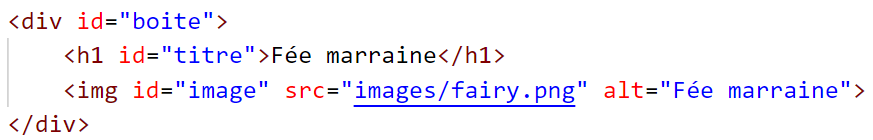 <div id="boite">
<h1 id="titre">Fée marraine</h1>
<img id="image" src="images/fairy.png" alt="Fée marraine">
</div>